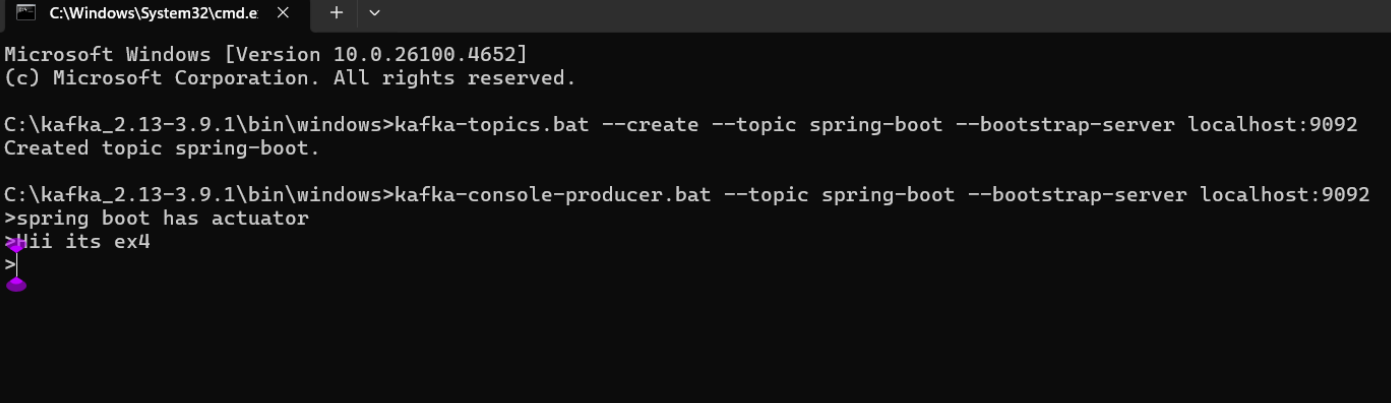 C:\Windows\System32\cmd.e
Microsoft Windows [Version 10.0.26100.4652]
(c) Microsoft Corporation. All rights reserved.
C:\kafka_2.13-3.9.1\bin\windows>kafka-topics.bat --create --topic spring-boot --bootstrap-server localhost:9092
Created topic spring-boot.
C:\kafka_2.13-3.9.1\bin\windows>kafka-console-producer.bat --topic spring-boot --bootstrap-server localhost:9092
>spring boot has actuator
>Hii its ex4
>